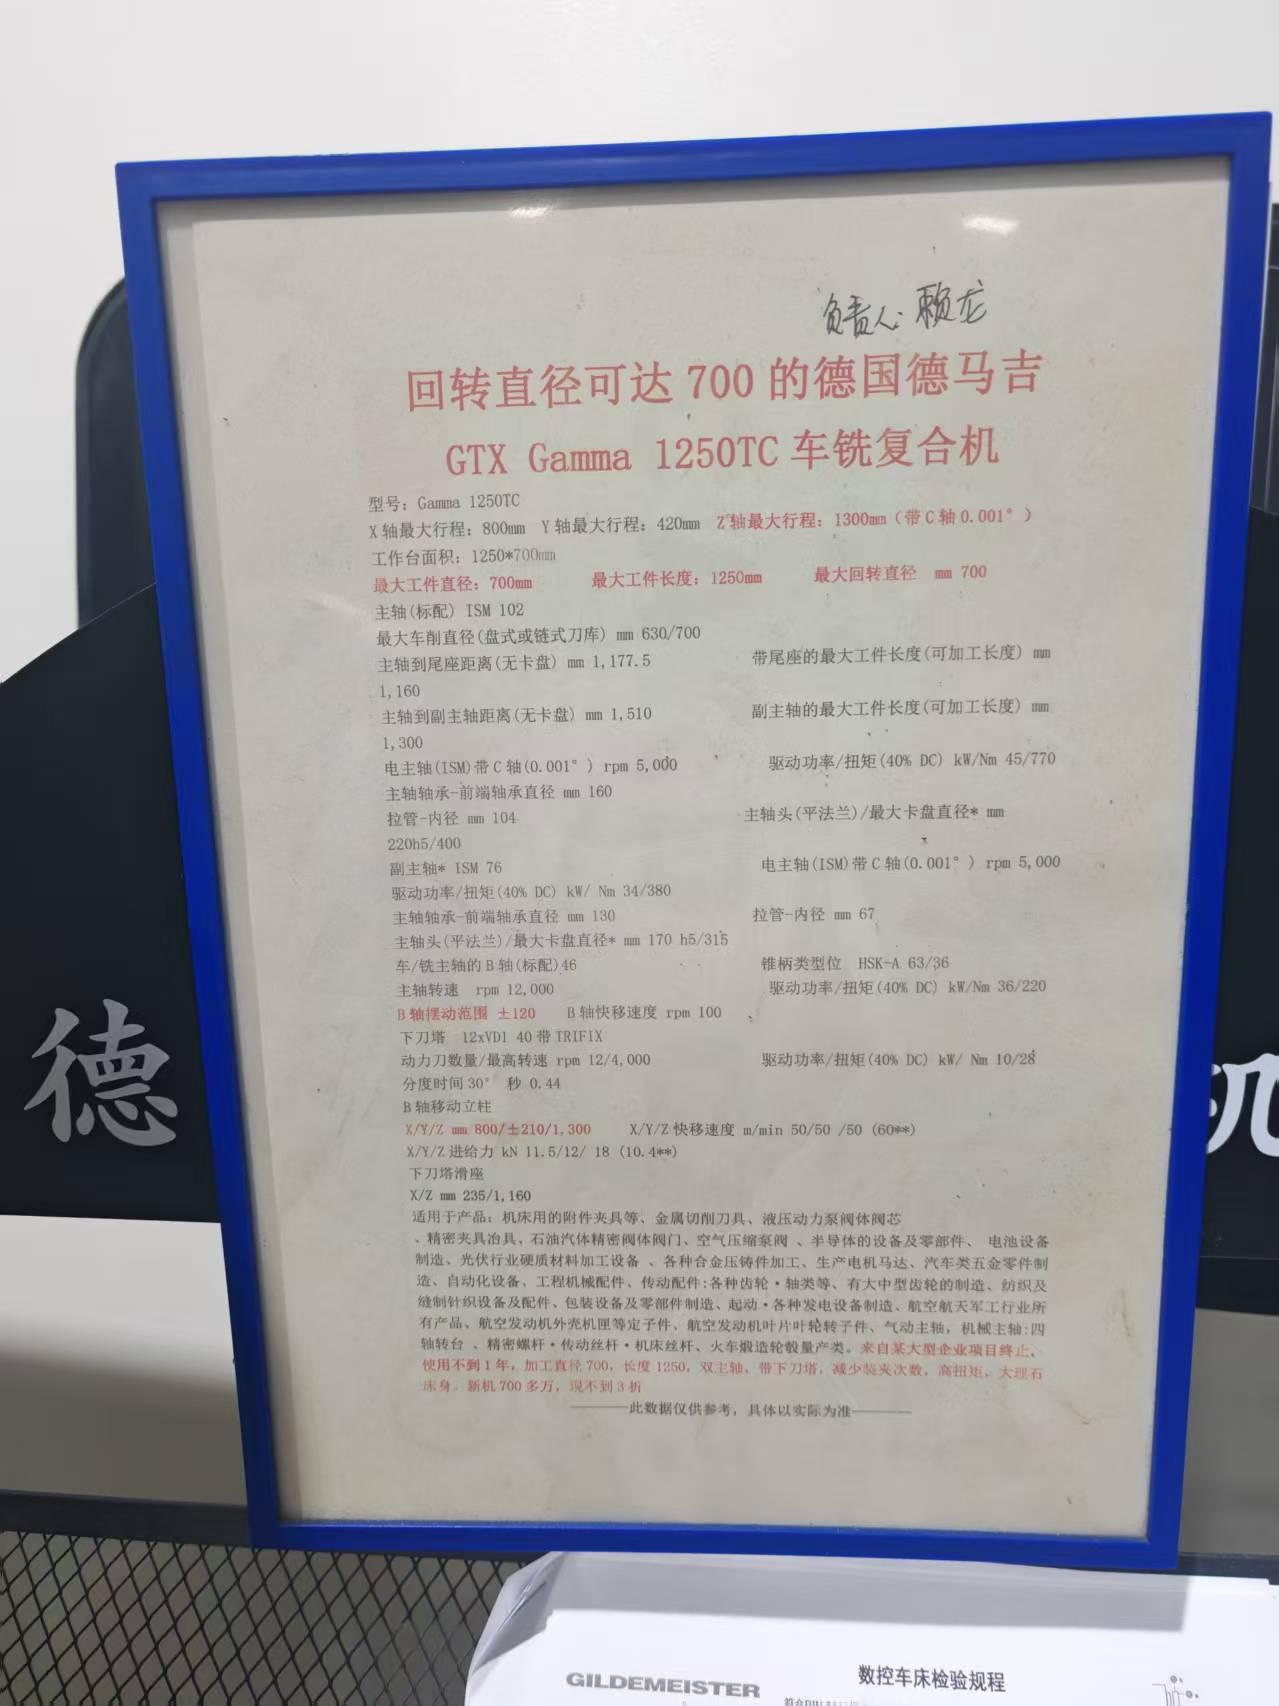 负责人:赖龙
回转直径可达 700 的德国德马吉
GTX Gamma 1250TC 车铣复合机
型号: Gamma 1250TC
X 轴最大行程: 800mm Y 轴最大行程: 420mm Z 轴最大行程: 1300mm（带 C 轴 0.001°）
工作台面积: 1250*700mm
最大工件直径: 700mm 最大工件长度: 1250mm 最大回转直径 mm 700
主轴(标配) ISM 102
最大车削直径(盘式或链式刀库) mm 630/700
主轴到尾座距离(无卡盘) mm 1,177.5 带尾座的最大工件长度(可加工长度) mm
1,160
主轴到副主轴距离(无卡盘) mm 1,510 副主轴的最大工件长度(可加工长度) mm
1,300
电主轴(ISM)带 C 轴(0.001°) rpm 5,000 驱动功率/扭矩(40% DC) kW/Nm 45/770
主轴轴承-前端轴承直径 mm 160
拉管-内径 mm 104 主轴头(平法兰)/最大卡盘直径* mm
220h5/400
副主轴* ISM 76 电主轴(ISM)带 C 轴(0.001°) rpm 5,000
驱动功率/扭矩(40% DC) kW/ Nm 34/380
主轴轴承-前端轴承直径 mm 130 拉管-内径 mm 67
主轴头(平法兰)/最大卡盘直径* mm 170 h5/315
车/铣主轴的 B 轴(标配)46 锥柄类型位 HSK-A 63/36
主轴转速 rpm 12,000 驱动功率/扭矩(40% DC) kW/Nm 36/220
B 轴摆动范围 ±120 B 轴快移速度 rpm 100
下刀塔 12xVDI 40 带 TRIFIX
动力刀数量/最高转速 rpm 12/4,000 驱动功率/扭矩(40% DC) kW/ Nm 10/28
分度时间 30° 秒 0.44
B 轴移动立柱
X/Y/Z mm 800/±210/1,300 X/Y/Z 快移速度 m/min 50/50 /50 (60**)
X/Y/Z 进给力 kN 11.5/12/ 18 (10.4**)
下刀塔滑座
X/Z mm 235/1,160
适用于产品: 机床用的附件夹具等、金属切削刀具、液压动力泵阀体阀芯
、精密夹具冶具，石油汽体精密阀体阀门、空气压缩泵阀 、半导体的设备及零部件、 电池设备
制造、光伏行业硬质材料加工设备 、各种合金压铸件加工、生产电机马达、汽车类五金零件制
造、自动化设备、工程机械配件、传动配件:各种齿轮·轴类等、有大中型齿轮的制造、纺织及
缝制针织设备及配件、包装设备及零部件制造、起动·各种发电设备制造、航空航天军工行业所
有产品、航空发动机外壳机匣等定子件、航空发动机叶片叶轮转子件、气动主轴，机械主轴:四
轴转台 、精密螺杆·传动丝杆·机床丝杆、火车煅造轮毂量产类。来自某大型企业项目终止，
使用不到 1 年，加工直径 700，长度 1250，双主轴，带下刀塔，减少装夹次数，高扭矩，大理石
床身。新机 700 多万，现不到 3 折
————此数据仅供参考，具体以实际为准————
德
机
GILDEMEISTER
数控车床检验规程